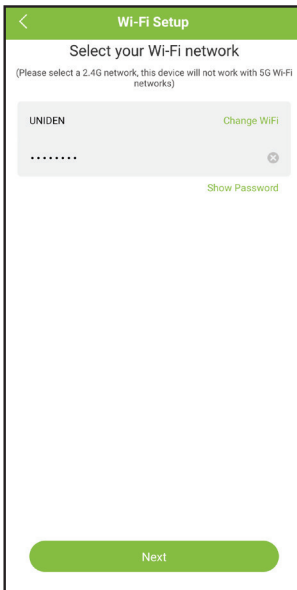 Wi-Fi Setup
Select your Wi-Fi network
(Please select a 2.4G network, this device will not work with 5G Wi-Fi
networks)
UNIDEN
Change WiFi
••••••••
Show Password
Next